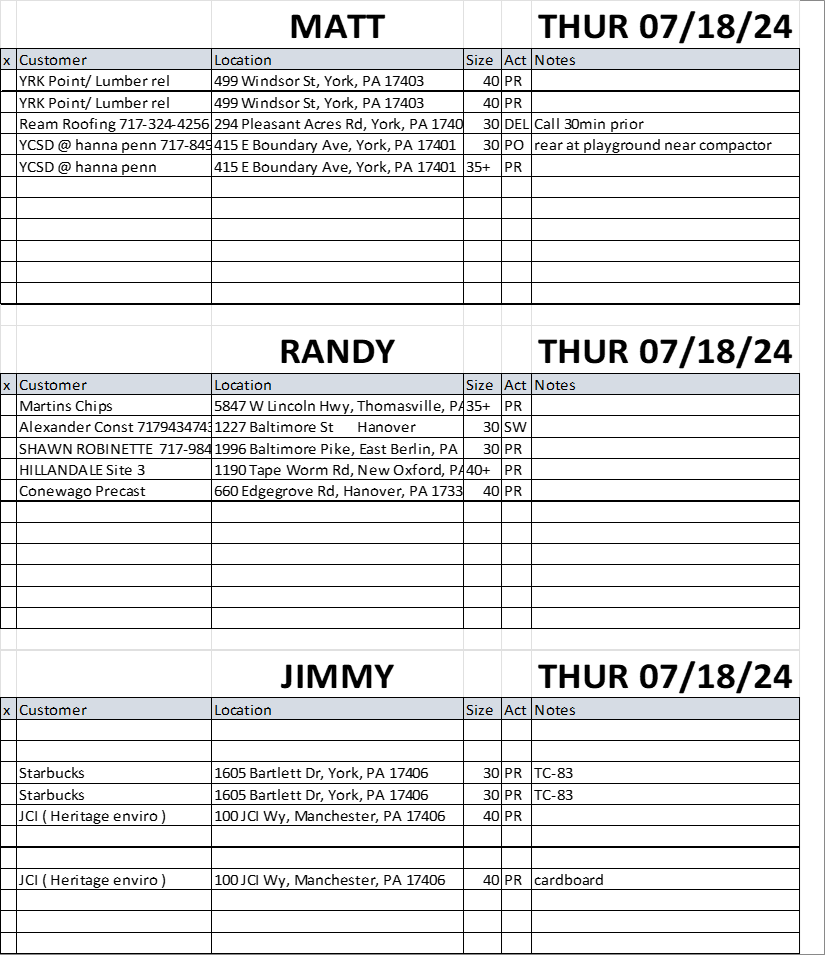 MATT THUR 07/18/24
x Customer Location Size Act Notes
YRK Point/ Lumber rel 499 Windsor St, York, PA 17403 40 PR
YRK Point/ Lumber rel 499 Windsor St, York, PA 17403 40 PR
Ream Roofing 717-324-4256 294 Pleasant Acres Rd, York, PA 1740 30 DEL Call 30min prior
YCSD @ hanna penn 717-849 415 E Boundary Ave, York, PA 17401 30 PO rear at playground near compactor
YCSD @ hanna penn 415 E Boundary Ave, York, PA 17401 35+ PR
RANDY THUR 07/18/24
x Customer Location Size Act Notes
Martins Chips 5847 W Lincoln Hwy, Thomasville, PA 35+ PR
Alexander Const 7179434743 1227 Baltimore St Hanover 30 SW
SHAWN ROBINETTE 717-984 1996 Baltimore Pike, East Berlin, PA 30 PR
HILLANDALE Site 3 1190 Tape Worm Rd, New Oxford, PA 40+ PR
Conewago Precast 660 Edgegrove Rd, Hanover, PA 1733 40 PR
JIMMY THUR 07/18/24
x Customer Location Size Act Notes
Starbucks 1605 Bartlett Dr, York, PA 17406 30 PR TC-83
Starbucks 1605 Bartlett Dr, York, PA 17406 30 PR TC-83
JCI ( Heritage enviro ) 100 JCI Wy, Manchester, PA 17406 40 PR
JCI ( Heritage enviro ) 100 JCI Wy, Manchester, PA 17406 40 PR cardboard